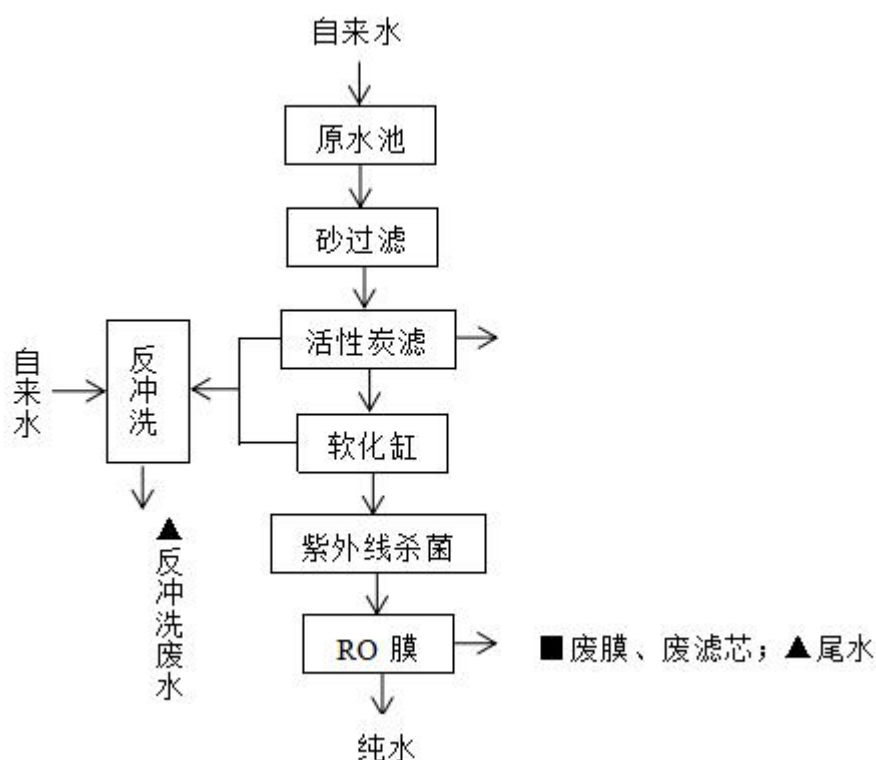 自来水
原水池
砂过滤
活性炭滤
自来水
反冲洗
软化缸
紫外线杀菌
▲反冲洗废水
RO 膜
■废膜、废滤芯；▲尾水
纯水